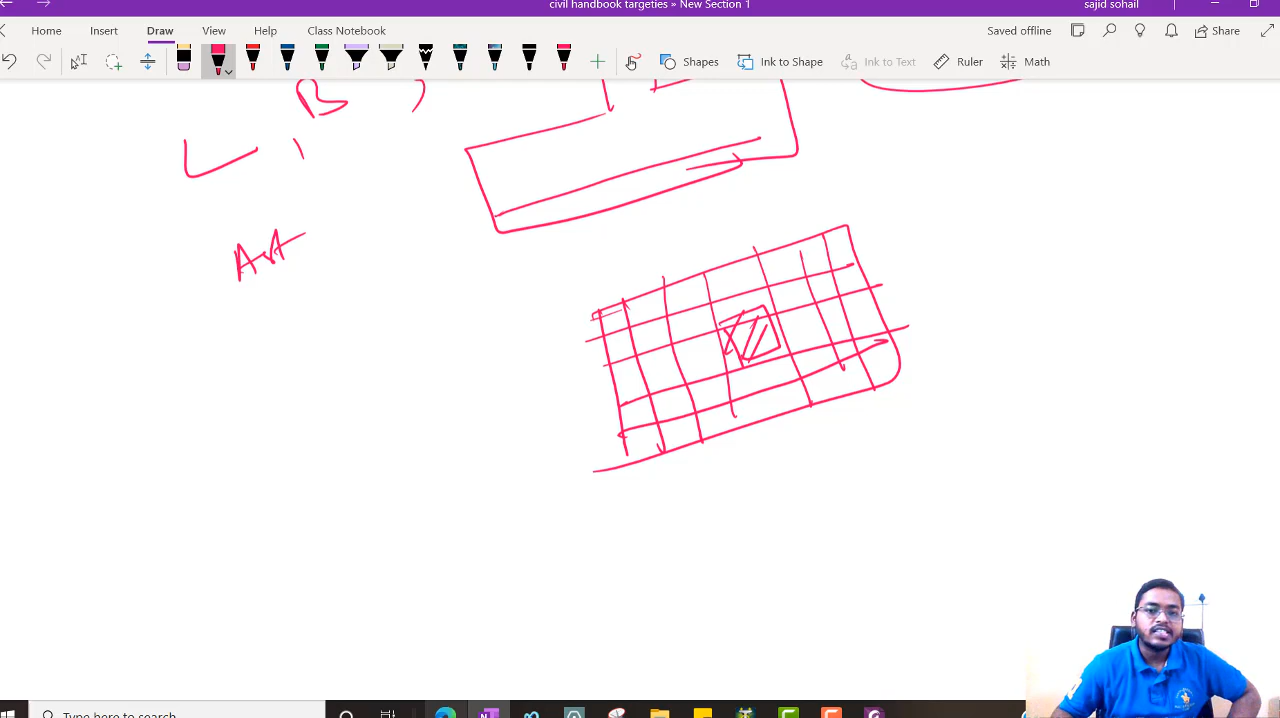 civil handbook targeties » New Section 1
sajid sohail
Home Insert Draw View Help Class Notebook
Saved offline Share
Shapes Ink to Shape Ink to Text Ruler Math
B )
L
Type here to search